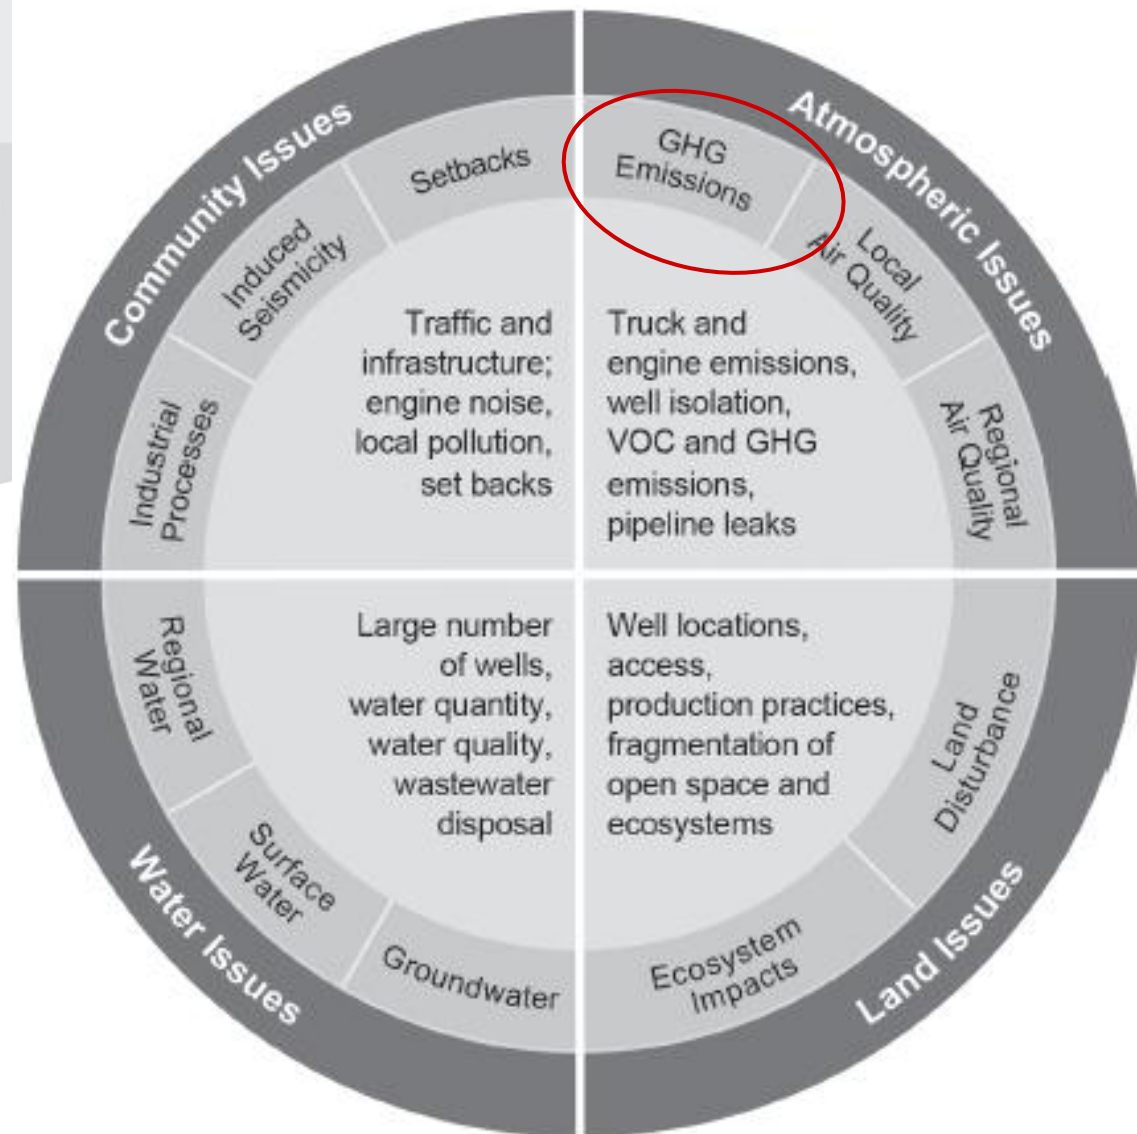 Community Issues
Setbacks
Induced
Seismicity
Industrial
Processes
Traffic and
infrastructure;
engine noise,
local pollution,
set backs
Atmospheric Issues
GHG
Emissions
Local
Air Quality
Regional
Air Quality
Truck and
engine emissions,
well isolation,
VOC and GHG
emissions,
pipeline leaks
Water Issues
Regional
Water
Surface
Water
Groundwater
Large number
of wells,
water quantity,
water quality,
wastewater
disposal
Land Issues
Land
Disturbance
Ecosystem
Impacts
Well locations,
access,
production practices,
fragmentation of
open space and
ecosystems